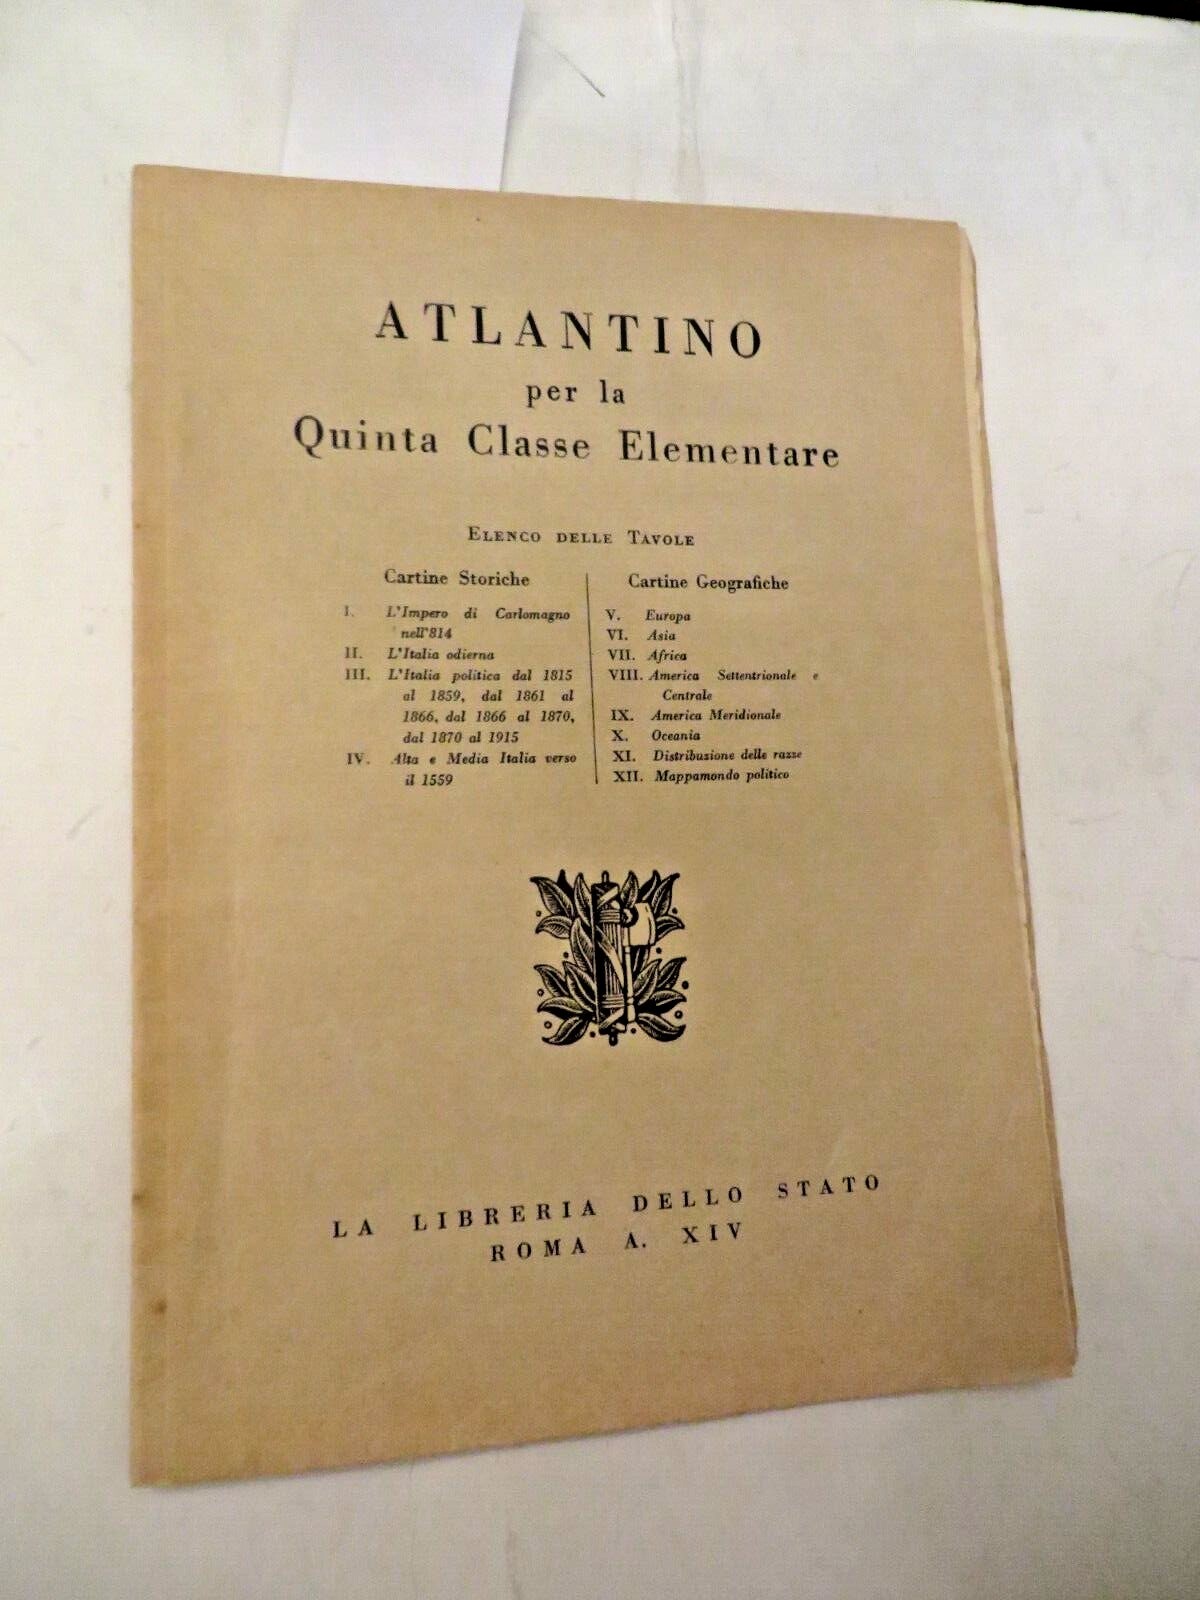 ATLANTINO
per la
Quinta Classe Elementare
ELENCO DELLE TAVOLE
Cartine Storiche
I. L'Impero di Carlomagno
nell'814
II. L'Italia odierna
III. L'Italia politica dal 1815
al 1859, dal 1861 al
1866, dal 1866 al 1870,
dal 1870 al 1915
IV. Alta e Media Italia verso
il 1559
Cartine Geografiche
V. Europa
VI. Asia
VII. Africa
VIII. America Settentrionale e
Centrale
IX. America Meridionale
X. Oceania
XI. Distribuzione delle razze
XII. Mappamondo politico
LA LIBRERIA DELLO STATO
ROMA A. XIV